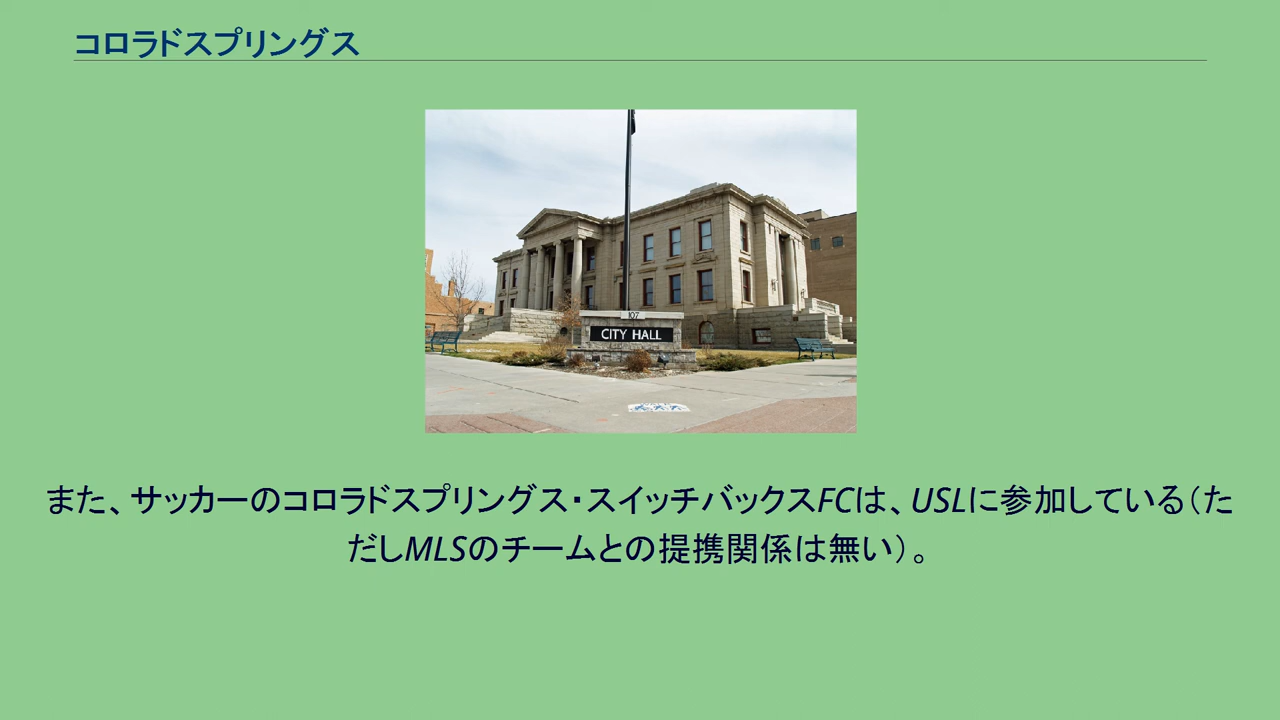 コロラドスプリングス
107
CITY HALL
また、サッカーのコロラドスプリングス・スイッチバックスFCは、USLに参加している（た
だしMLSのチームとの提携関係は無い）。